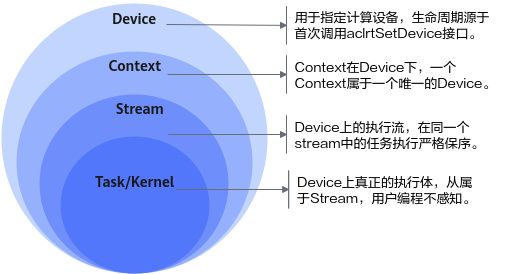 Device
用于指定计算设备，生命周期源于
首次调用aclrtSetDevice接口。
Context
Context在Device下，一个
Context属于一个唯一的Device。
Stream
Device上的执行流，在同一个
stream中的任务执行严格保序。
Task/Kernel
Device上真正的执行体，从属
于Stream，用户编程不感知。